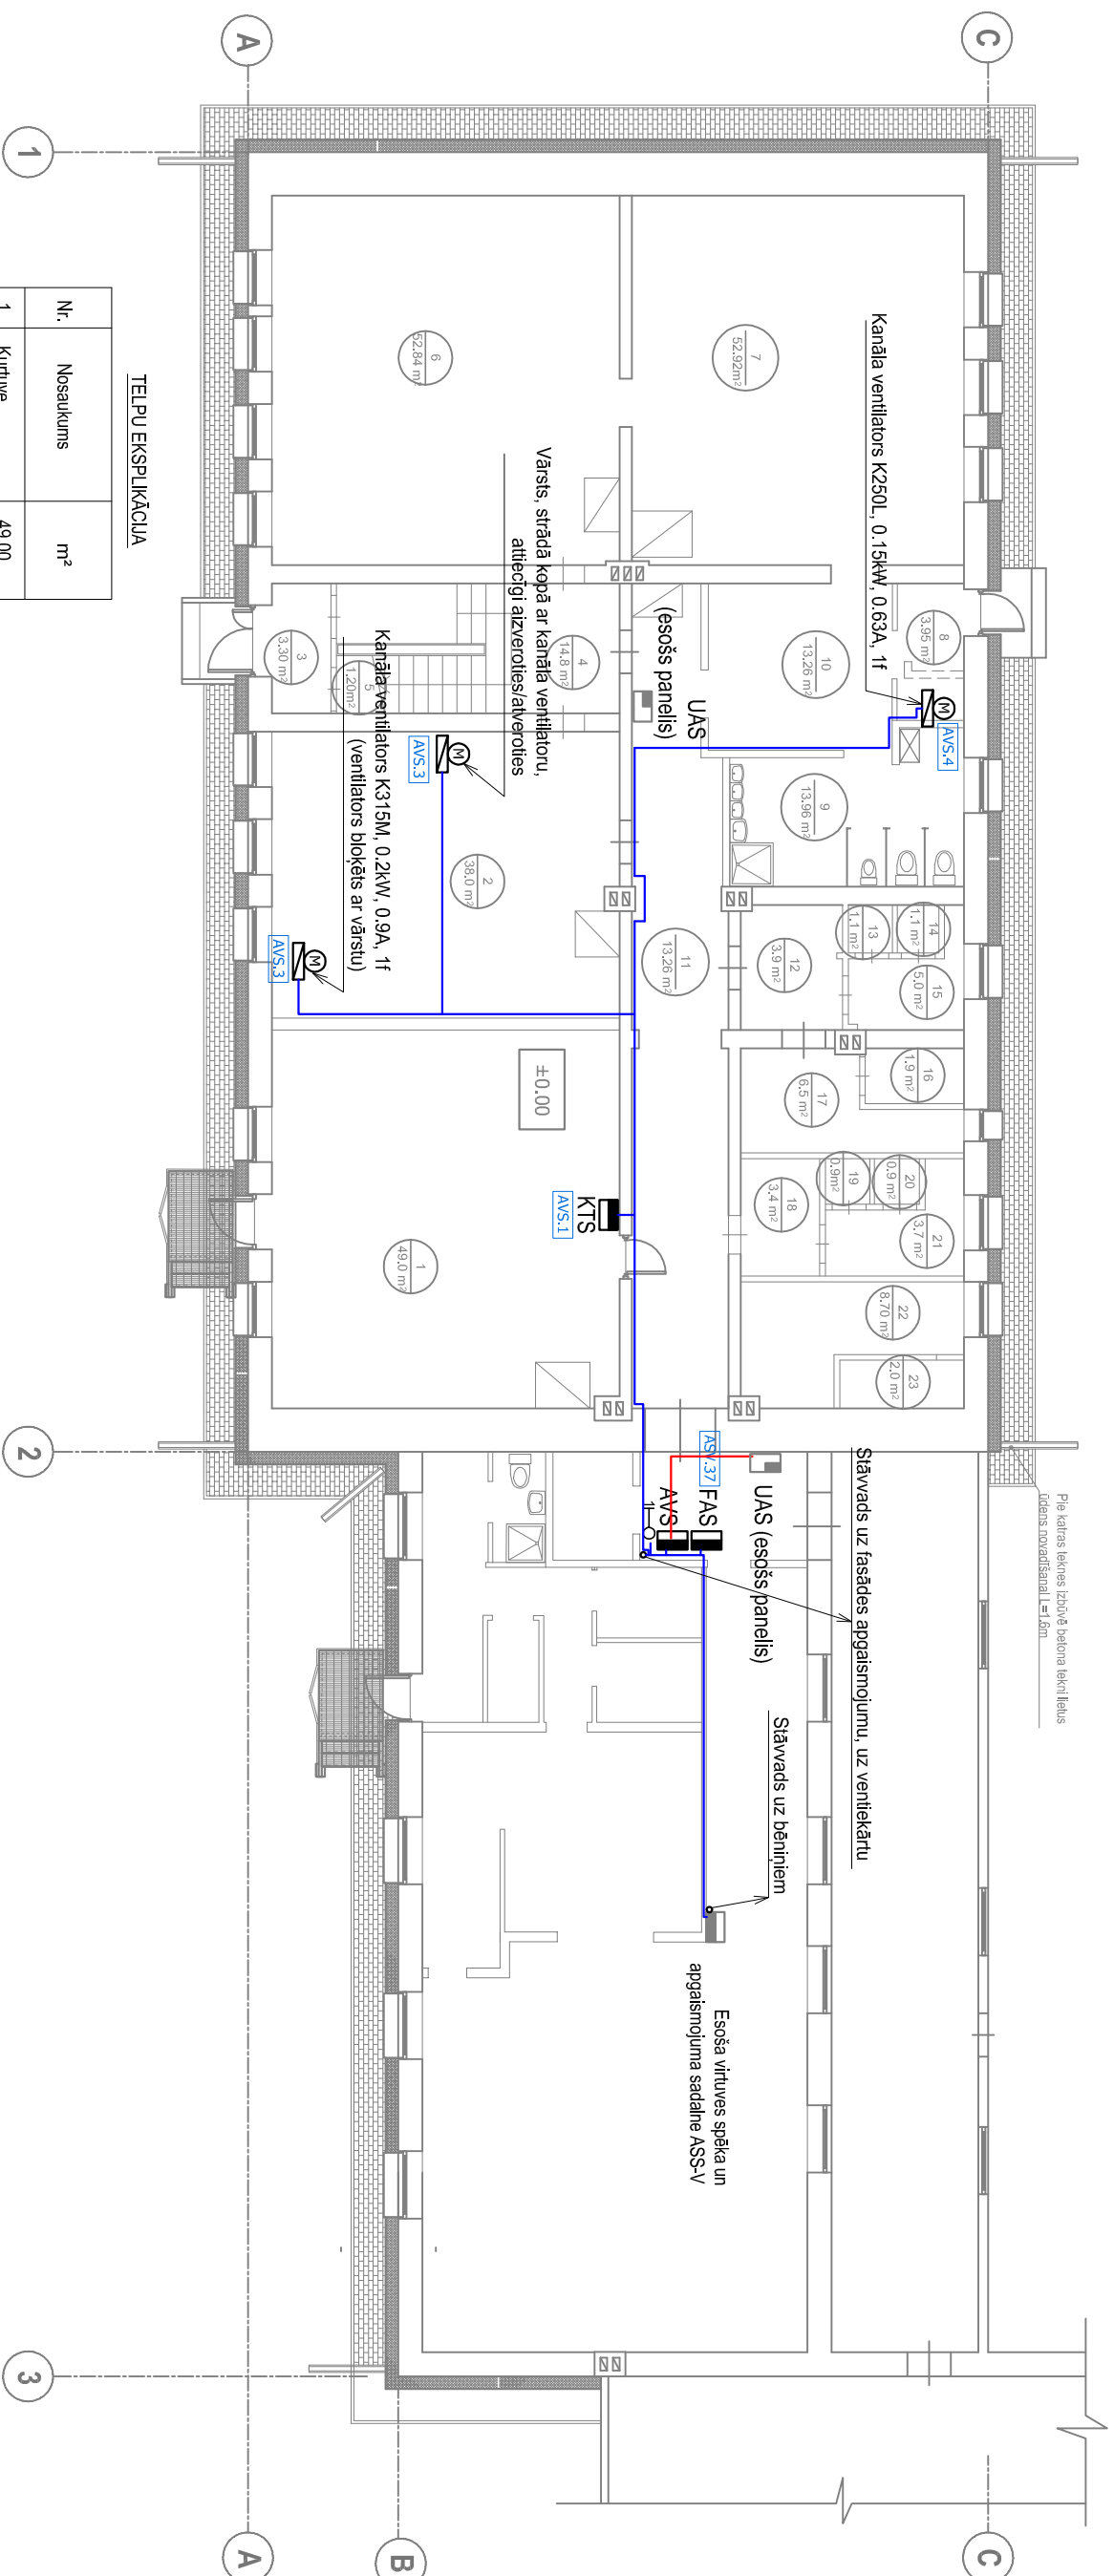 C
A
1
Kanāla ventilators K250L, 0.15kW, 0.63A, 1f
Vārsts, strādā kopā ar kanāla ventilatoru,
attiecīgi aizveroties/atveroties
Kanāla ventilators K315M, 0.2kW, 0.9A, 1f
(ventilators bloķēts ar vārstu)
7
52.92m²
6
52.84 m²
8
3.95 m²
10
13.26 m²
4
14.8 m²
5
1.20m²
3
3.30 m²
UAS
(esošs panelis)
M
AVS.4
M
AVS.3
M
AVS.3
9
13.96 m²
2
38.0 m²
14
1.1 m²
13
1.1 m²
15
5.0 m²
12
3.9 m²
11
13.26 m²
16
1.9 m²
17
6.5 m²
±0.00
20
0.9 m²
19
0.9m²
18
3.4 m²
21
3.7 m²
KTS
AVS.1
1
49.0 m²
22
8.70 m²
23
2.0 m²
2
Pie katras teknes izbūvē betona tekni lietus
ūdens novadīšanai L=1.6m
Stāvvads uz fasādes apgaismojumu, uz ventiekārtu
UAS (esošs panelis)
ASV.37
FAS
AVS
Stāvvads uz bēniņiem
Esoša virtuves spēka un
apgaismojuma sadalne ASS-V
3
C
B
A
TELPU EKSPLIKĀCIJA
Nr. Nosaukums m²
1 Kurtuve 49.00